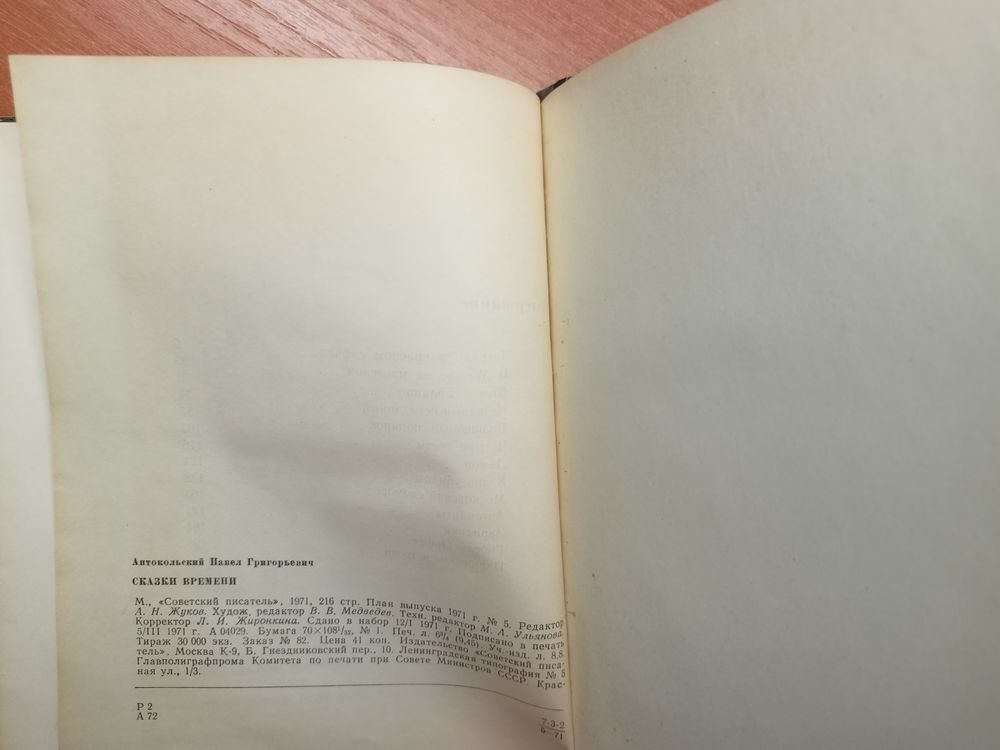 Антокольский Павел Григорьевич
СКАЗКИ ВРЕМЕНИ
М., «Советский писатель», 1971, 216 стр. План выпуска 1971 г. № 5. Редактор
А. Н. Жуков. Худож. редактор В. В. Медведев. Техн. редактор М. А. Ульянова.
Корректор Л. И. Жиронкина. Сдано в набор 12/I 1971 г. Подписано в печать
5/III 1971 г. А 04029. Бумага 70×108¹/₃₂, № 1. Печ. л. 6³/₄ (9,45). Уч.-изд. л. 8,8.
Тираж 30 000 экз. Заказ № 82. Цена 41 коп. Издательство «Советский писа-
тель». Москва К-9, Б. Гнездниковский пер., 10. Ленинградская типография № 5
Главполиграфпрома Комитета по печати при Совете Министров СССР. Крас-
ная ул., 1/3.
Р 2
А 72
7-3-2
6—71